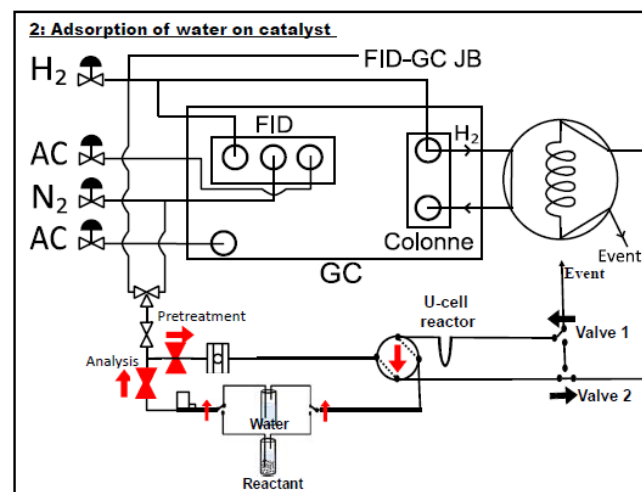 2: Adsorption of water on catalyst
H2
FID-GC JB
FID
H2
AC
N2
AC
Colonne
GC
Event
Event
Pretreatment
U-cell
reactor
Valve 1
Analysis
Valve 2
Water
Reactant